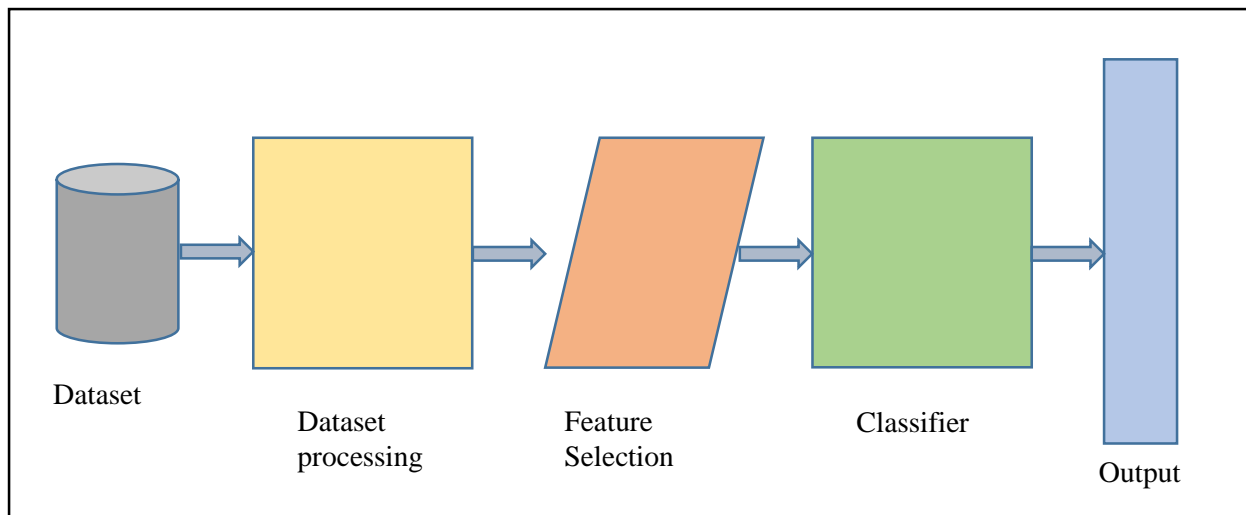 Dataset
Dataset
processing
Feature
Selection
Classifier
Output